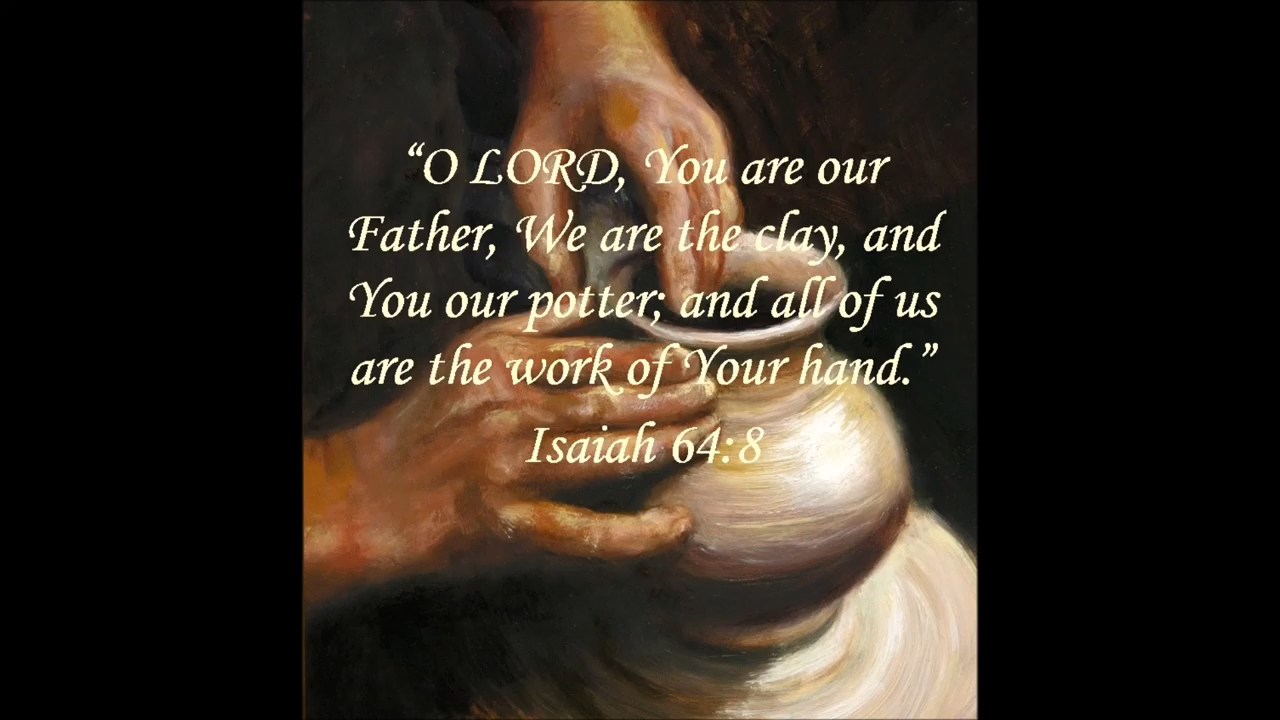 “O LORD, You are our
Father, We are the clay, and
You our potter; and all of us
are the work of Your hand.”
Isaiah 64:8